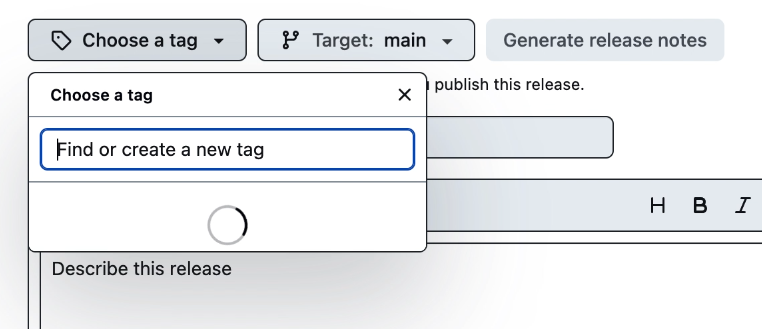 Choose a tag
Target: main
Generate release notes
Choose a tag
publish this release.
Find or create a new tag
H B I
Describe this release